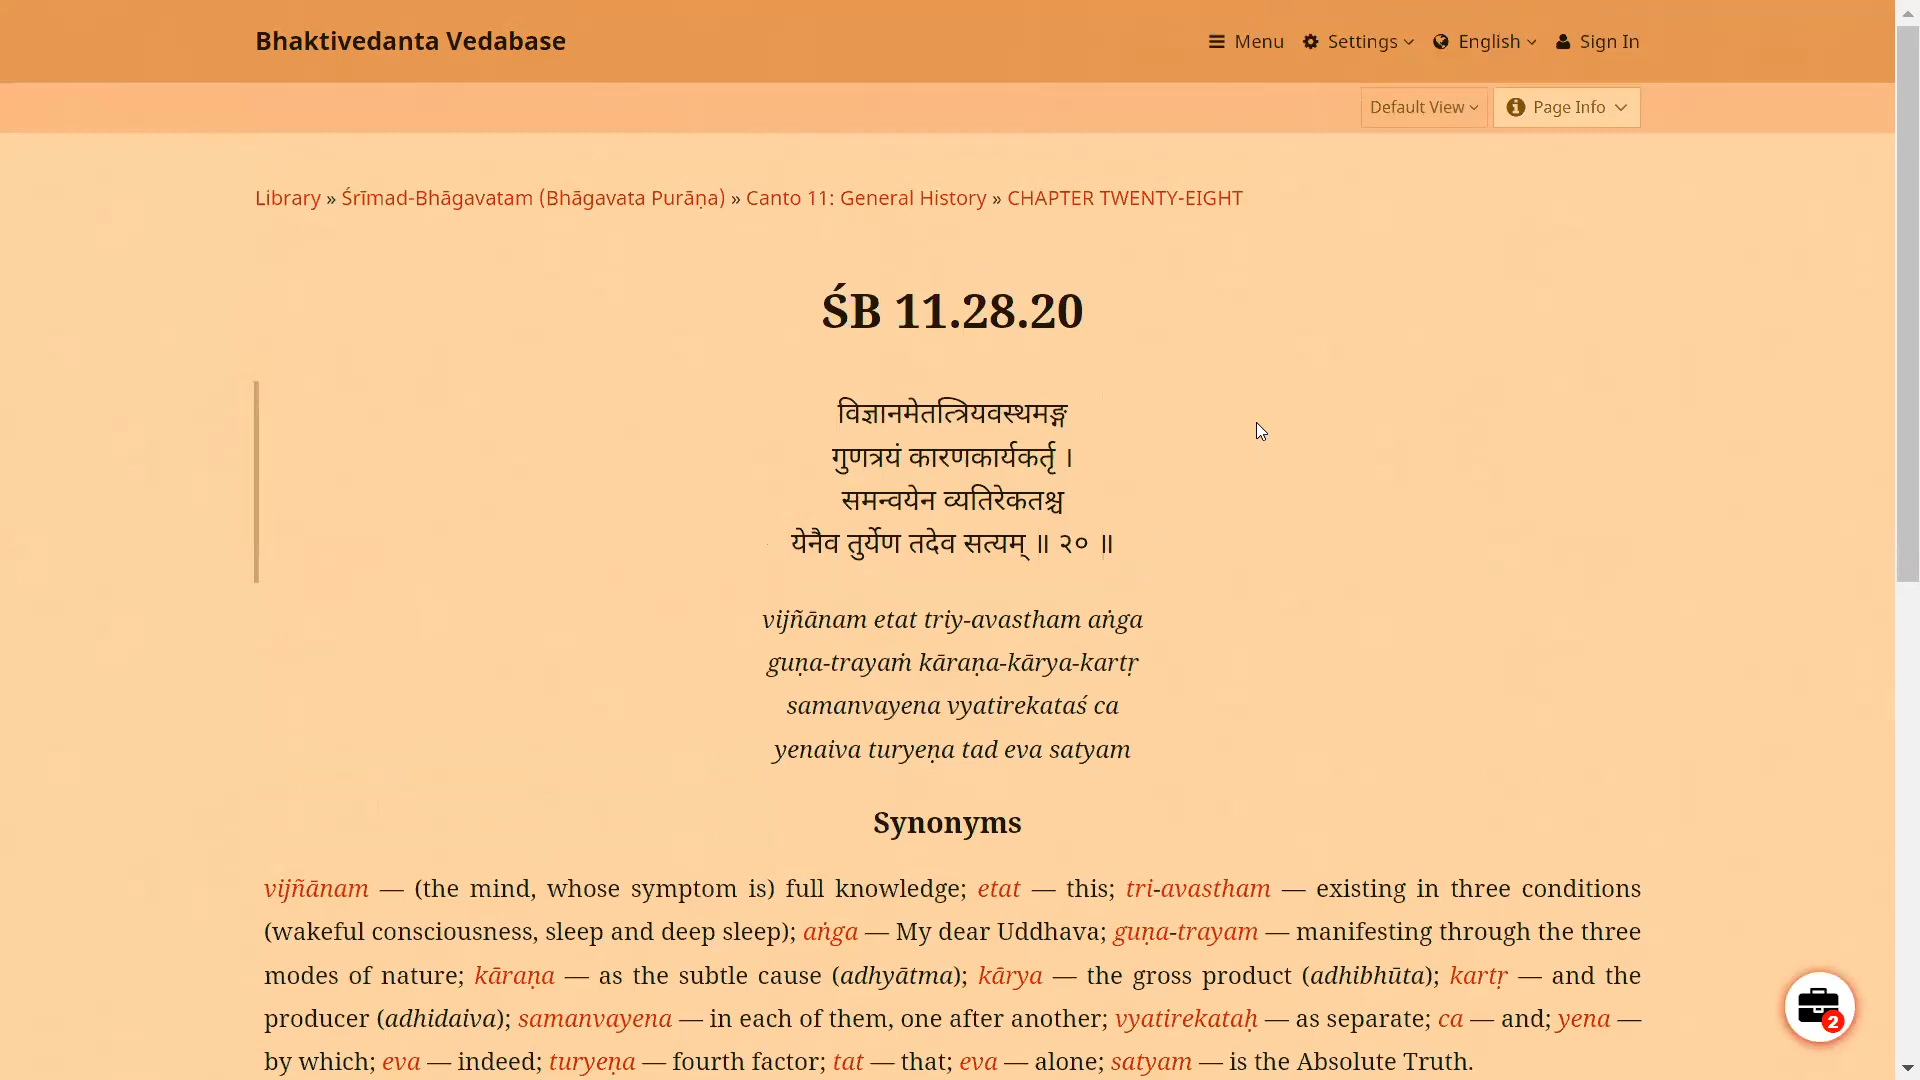 Bhaktivedanta Vedabase
Menu Settings English Sign In
Default View Page Info
Library » Śrīmad-Bhāgavatam (Bhāgavata Purāṇa) » Canto 11: General History » CHAPTER TWENTY-EIGHT
ŚB 11.28.20
विज्ञानमेतत्‍त्रियवस्थमङ्ग
गुणत्रयं कारणकार्यकर्तृ ।
समन्वयेन व्यतिरेकतश्च
येनैव तुर्येण तदेव सत्यम् ॥ २० ॥
vijñānam etat triy-avastham aṅga
guṇa-trayaṁ kāraṇa-kārya-kartṛ
samanvayena vyatirekataś ca
yenaiva turyeṇa tad eva satyam
Synonyms
vijñānam — (the mind, whose symptom is) full knowledge; etat — this; tri-avastham — existing in three conditions
(wakeful consciousness, sleep and deep sleep); aṅga — My dear Uddhava; guṇa-trayam — manifesting through the three
modes of nature; kāraṇa — as the subtle cause (adhyātma); kārya — the gross product (adhibhūta); kartṛ — and the
producer (adhidaiva); samanvayena — in each of them, one after another; vyatirekataḥ — as separate; ca — and; yena —
by which; eva — indeed; turyeṇa — fourth factor; tat — that; eva — alone; satyam — is the Absolute Truth.
2